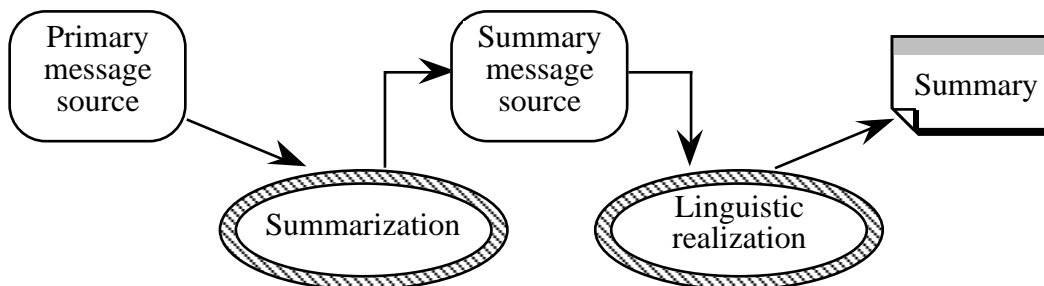 Primary
message
source
Summary
message
source
Summary
Summarization
Linguistic
realization